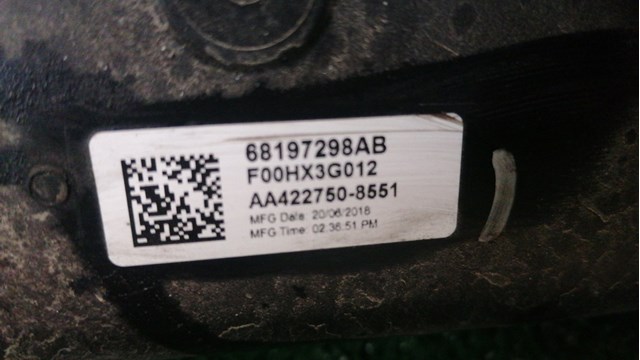 68197298AB
F00HX3G012
AA422750-8551
MFG Date: 20/06/2018
MFG Time: 02:36:51 PM